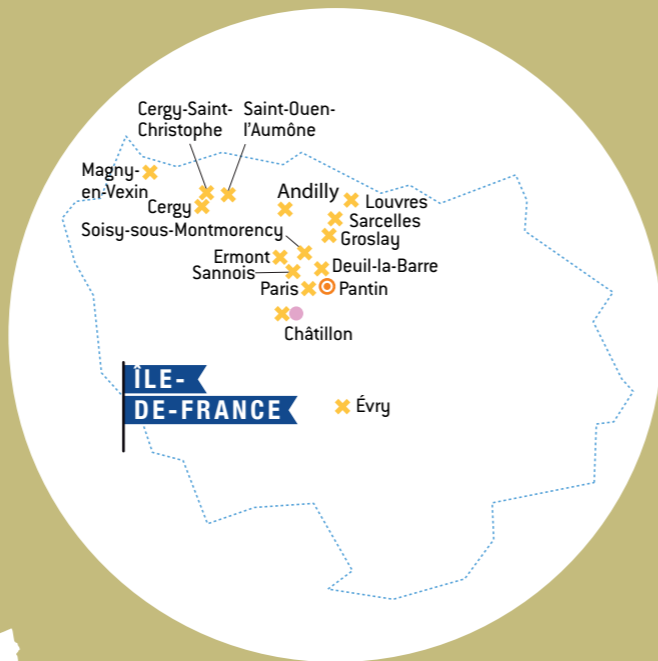 Cergy-Saint-
Christophe
Saint-Ouen-
l'Aumône
Magny-
en-Vexin
Cergy
Andilly
Louvres
Sarcelles
Groslay
Soisy-sous-Montmorency
Ermont
Sannois
Deuil-la-Barre
Paris
Pantin
Châtillon
ÎLE-
DE-FRANCE
Évry